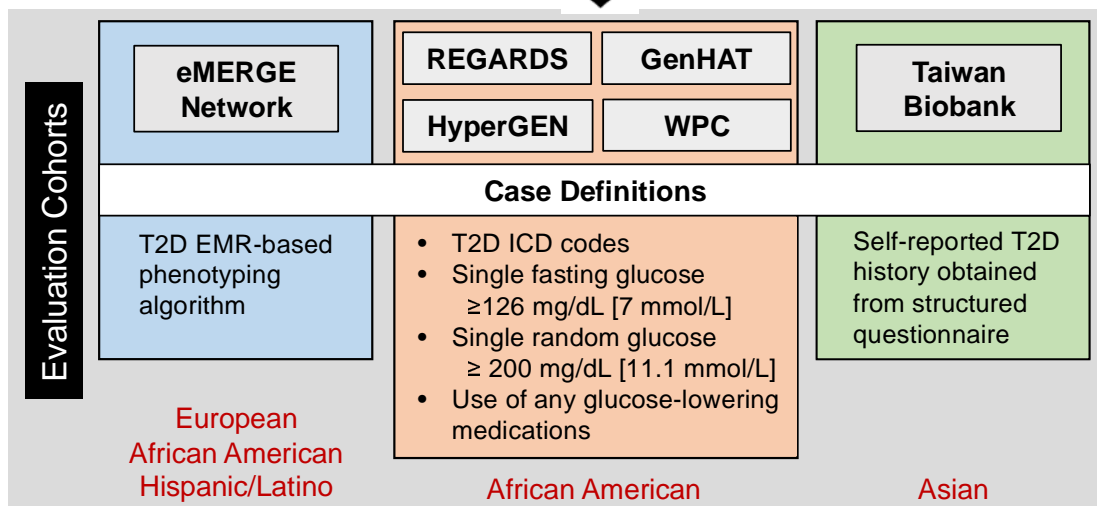 Evaluation Cohorts
eMERGE
Network
REGARDS
GenHAT
HyperGEN
WPC
Taiwan
Biobank
Case Definitions
T2D EMR-based
phenotyping
algorithm
• T2D ICD codes
• Single fasting glucose
≥126 mg/dL [7 mmol/L]
• Single random glucose
≥ 200 mg/dL [11.1 mmol/L]
• Use of any glucose-lowering
medications
Self-reported T2D
history obtained
from structured
questionnaire
European
African American
Hispanic/Latino
African American
Asian